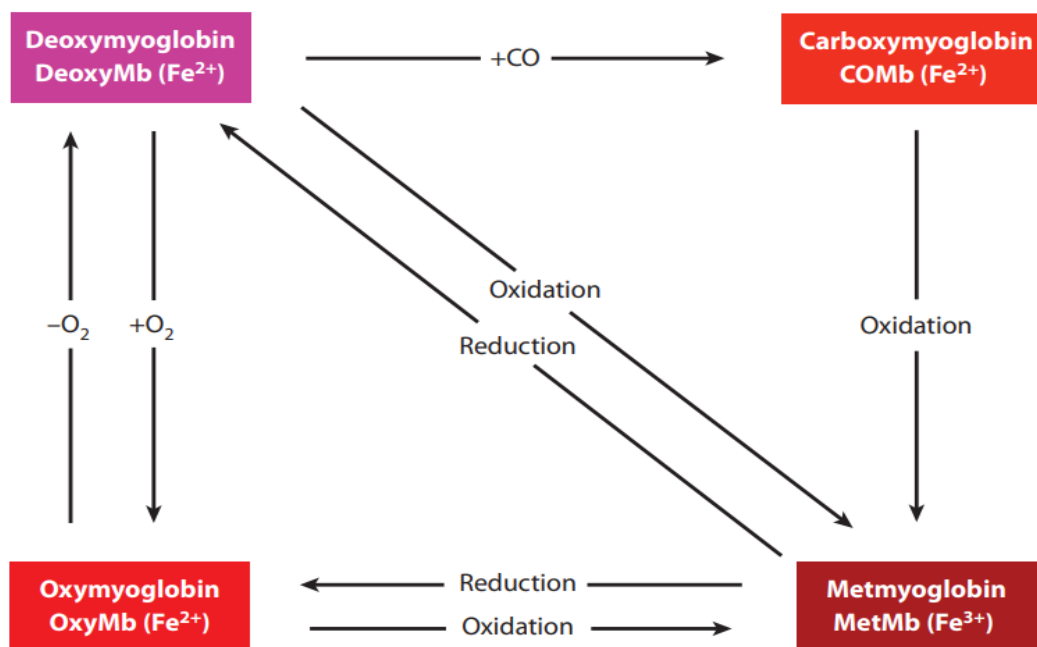 Deoxymyoglobin
DeoxyMb (Fe²⁺)
+CO
Carboxymyoglobin
COMb (Fe²⁺)
Oxidation
Reduction
−O₂
+O₂
Oxidation
Oxymyoglobin
OxyMb (Fe²⁺)
Reduction
Oxidation
Metmyoglobin
MetMb (Fe³⁺)